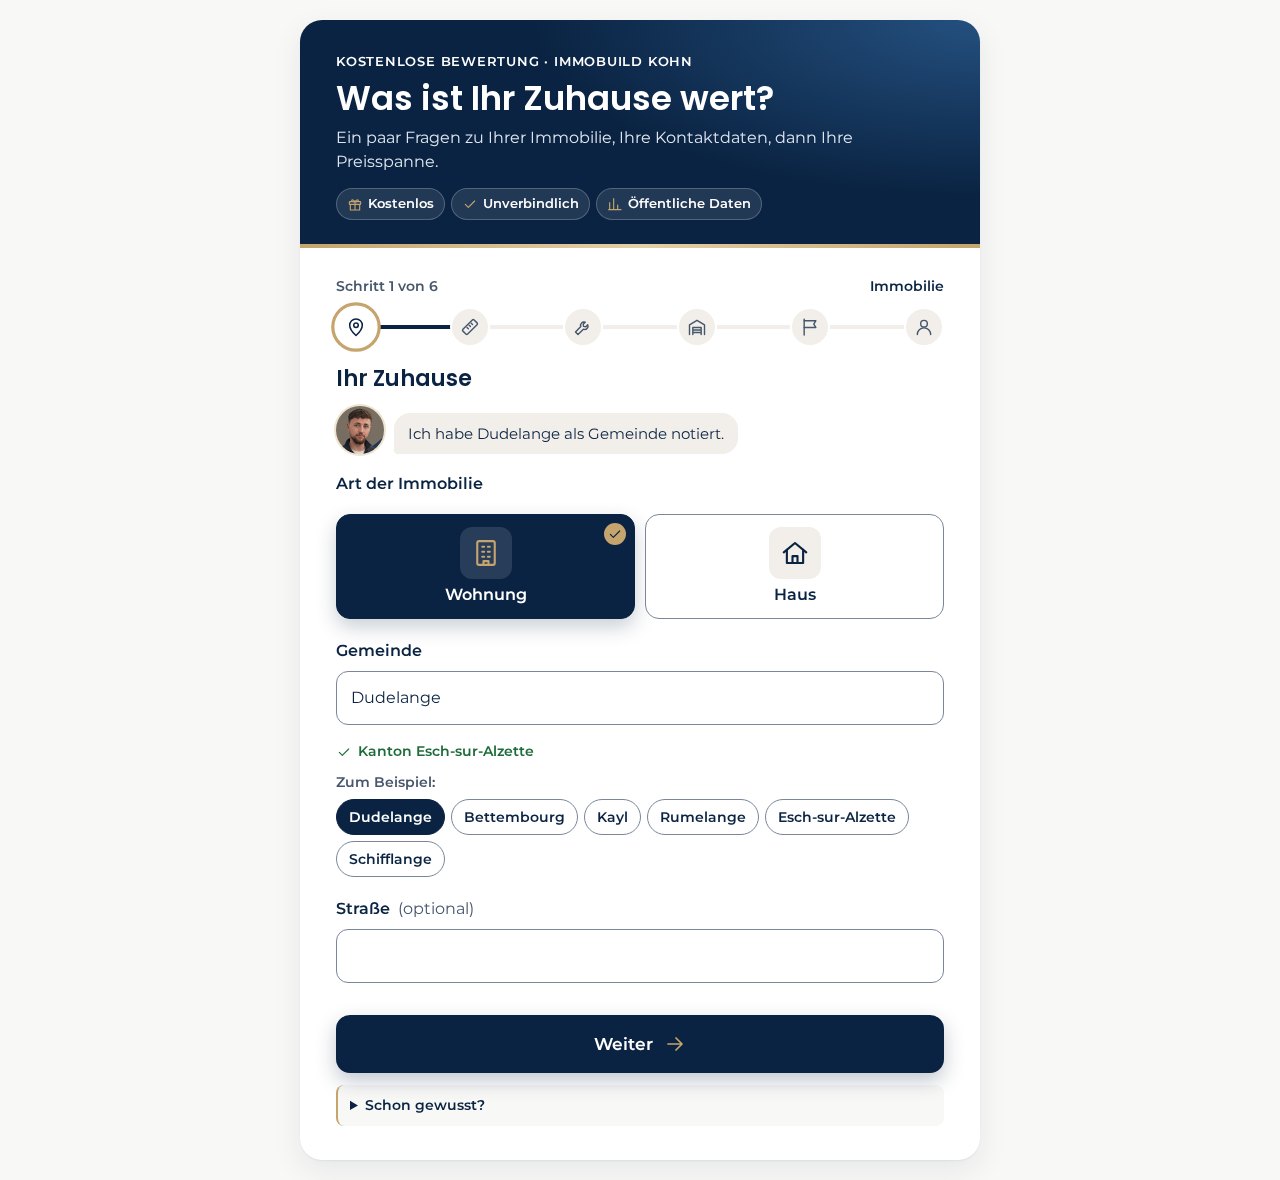 KOSTENLOSE BEWERTUNG · IMMOBUILD KOHN
Was ist Ihr Zuhause wert?
Ein paar Fragen zu Ihrer Immobilie, Ihre Kontaktdaten, dann Ihre
Preisspanne.
Kostenlos
Unverbindlich
Öffentliche Daten
Schritt 1 von 6
Immobilie
Ihr Zuhause
Ich habe Dudelange als Gemeinde notiert.
Art der Immobilie
Wohnung
Haus
Gemeinde
Dudelange
Kanton Esch-sur-Alzette
Zum Beispiel:
Dudelange
Bettembourg
Kayl
Rumelange
Esch-sur-Alzette
Schifflange
Straße (optional)
Weiter
Schon gewusst?